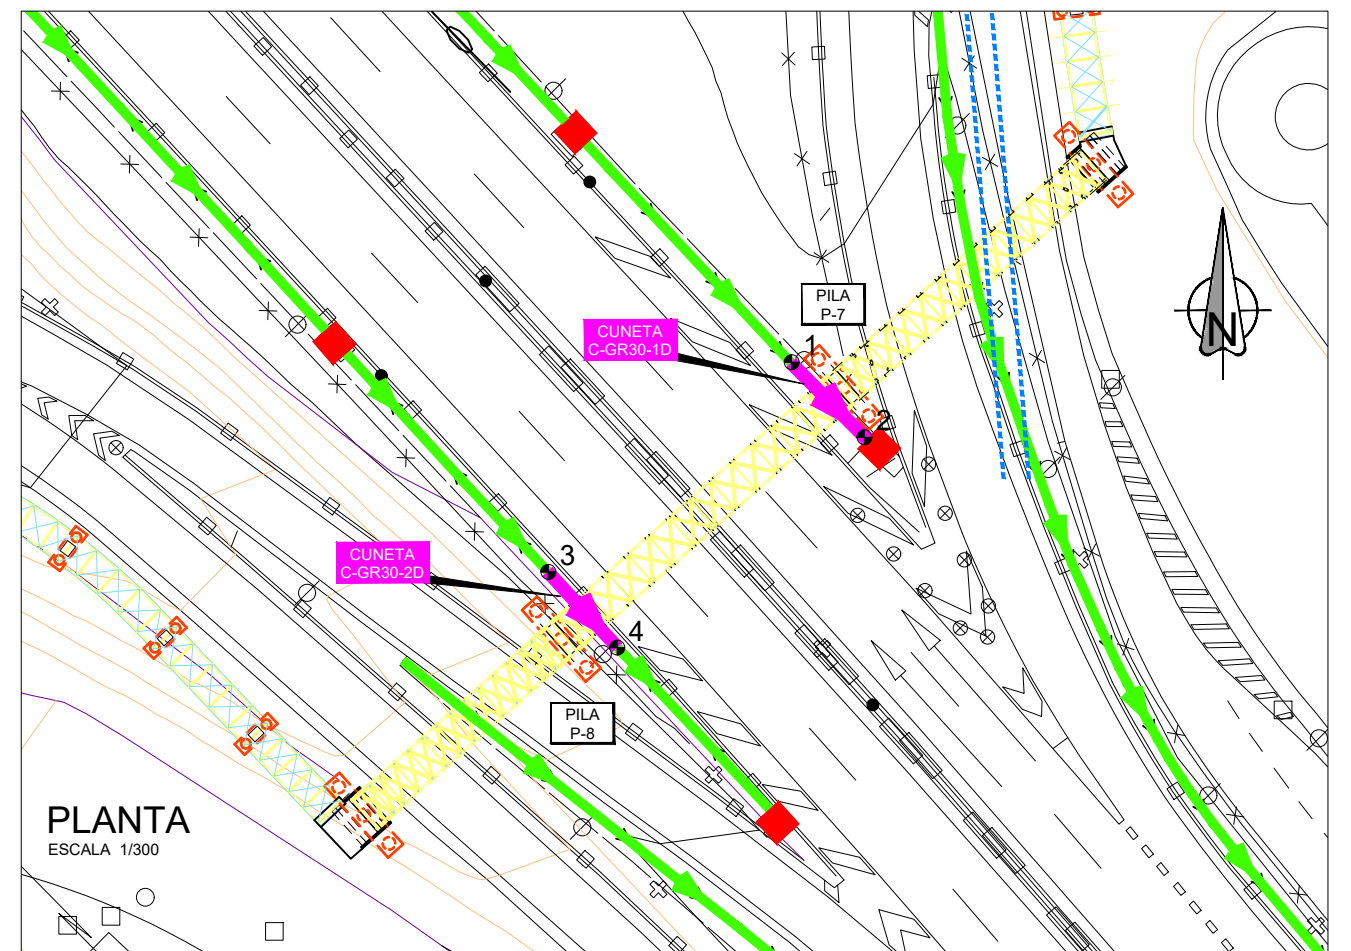 PILA
P-7
CUNETA
C-GR30-1D
1
2
N
CUNETA
C-GR30-2D
3
4
PILA
P-8
PLANTA
ESCALA 1/300